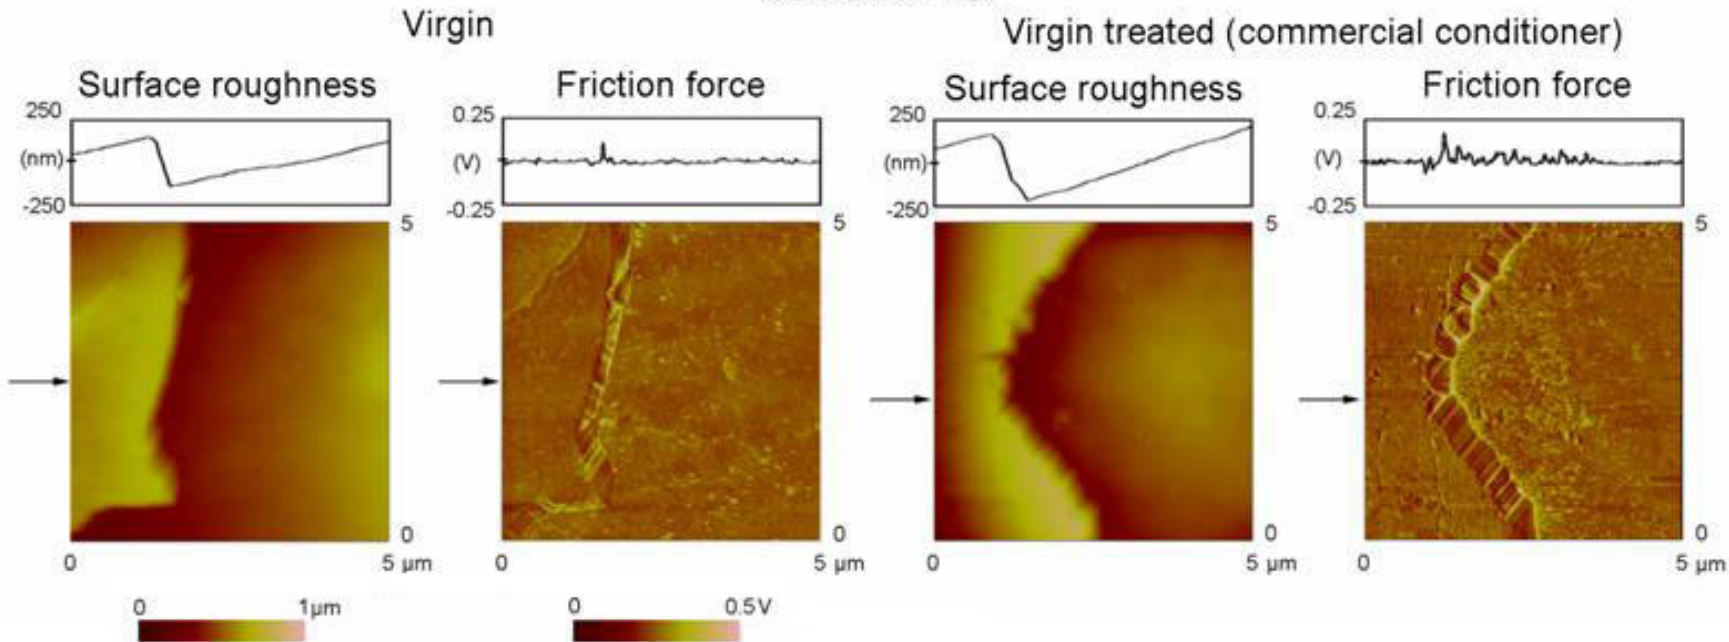 Virgin
Virgin treated (commercial conditioner)
Surface roughness
Friction force
Surface roughness
Friction force
250
(nm)
-250
0.25
(V)
-0.25
250
(nm)
-250
0.25
(V)
-0.25
5
5
5
5
0
0
0
0
0 5 μm
0 5 μm
0 5 μm
0 5 μm
0 1μm
0 0.5V